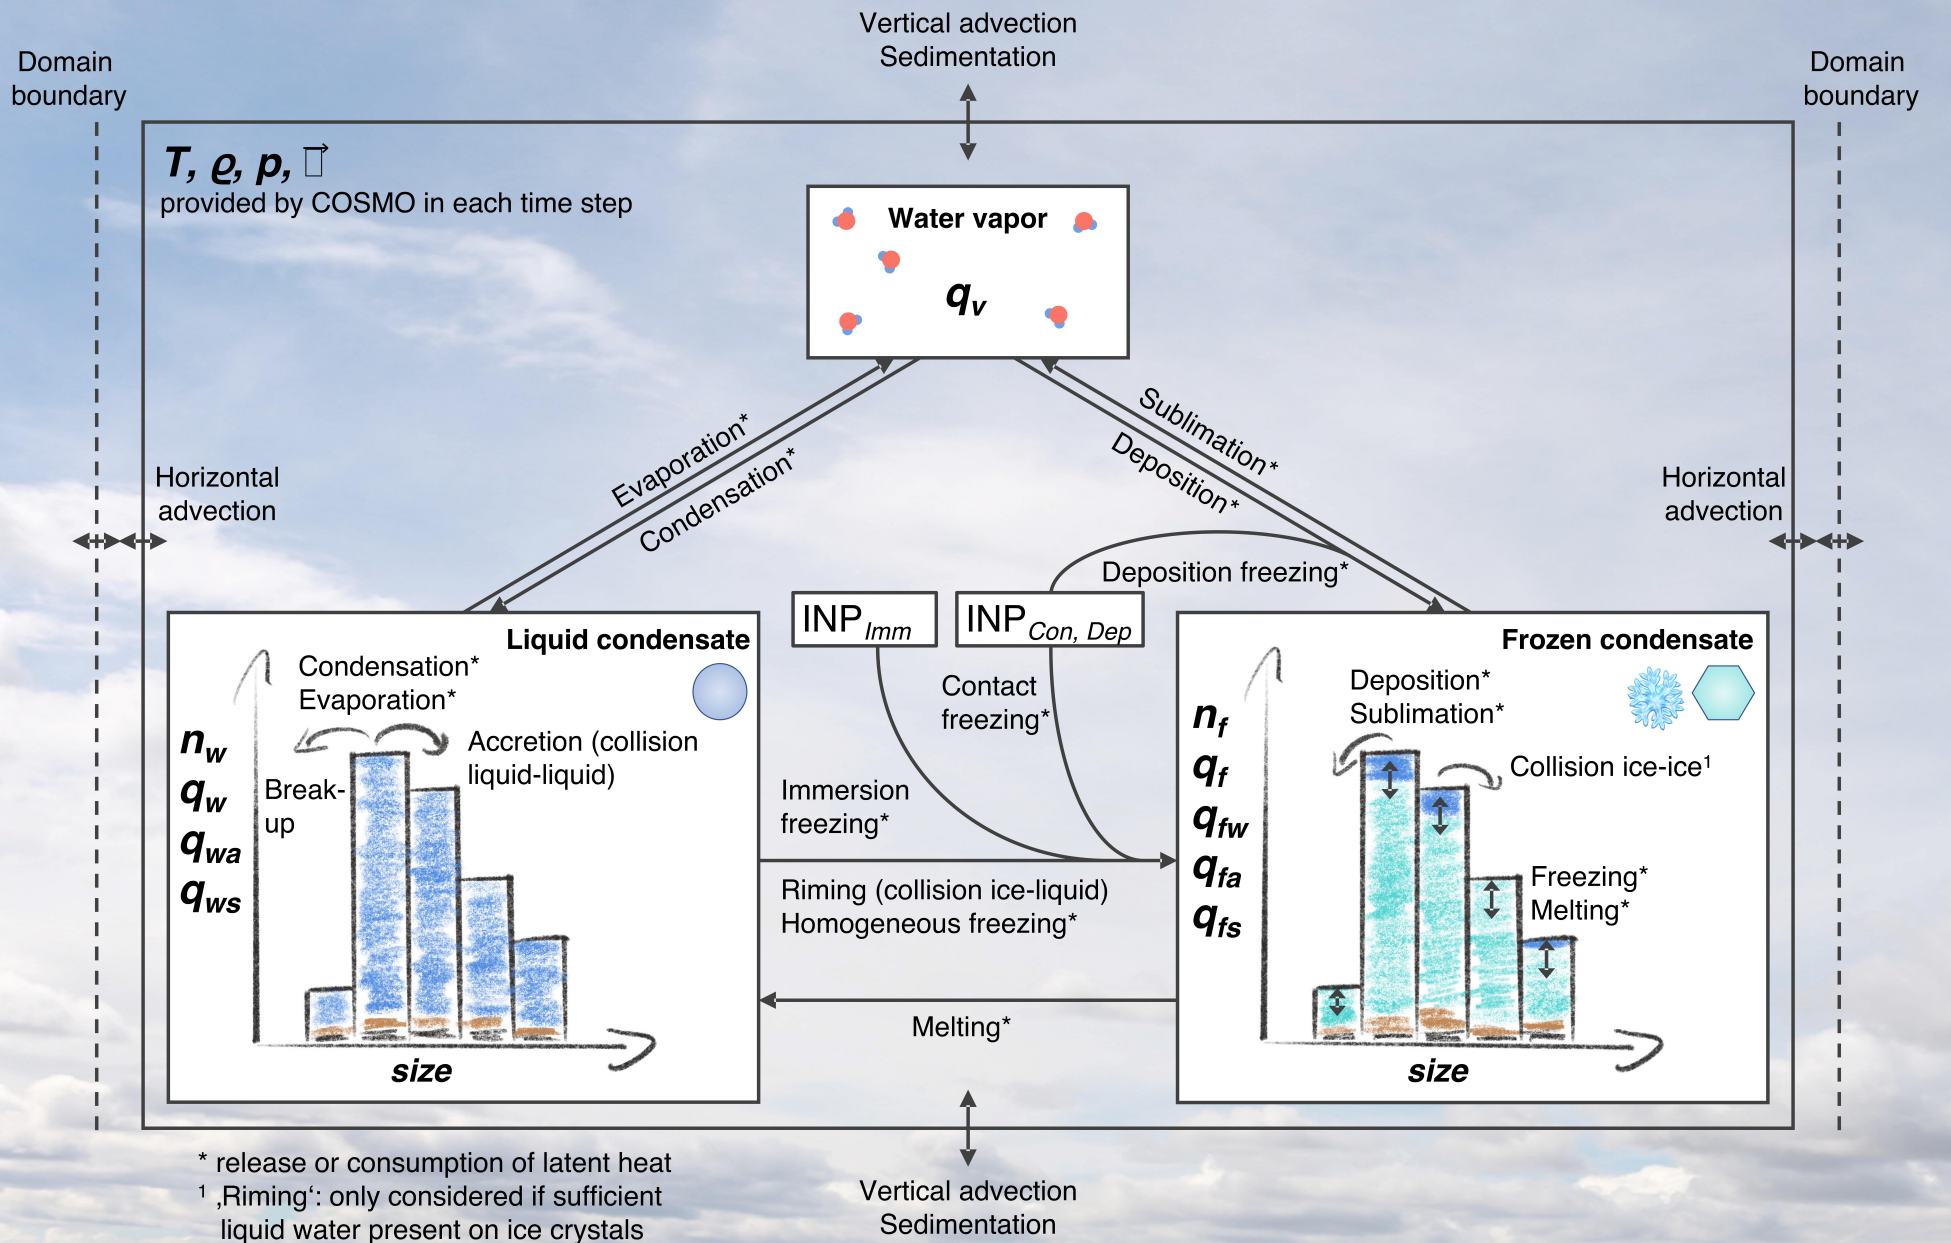 Vertical advection
Sedimentation
Domain
boundary
Domain
boundary
T, ϱ, p,
provided by COSMO in each time step
Water vapor
qv
Evaporation*
Condensation*
Sublimation*
Deposition*
Horizontal
advection
Horizontal
advection
Deposition freezing*
INP Imm
INP Con, Dep
Liquid condensate
Condensation*
Evaporation*
Accretion (collision
liquid-liquid)
Break-
up
nw
qw
qwa
qws
size
Contact
freezing*
Immersion
freezing*
Riming (collision ice-liquid)
Homogeneous freezing*
Melting*
Frozen condensate
Deposition*
Sublimation*
Collision ice-ice¹
Freezing*
Melting*
nf
qf
qfw
qfa
qfs
size
* release or consumption of latent heat
¹ ‚Riming‘: only considered if sufficient
liquid water present on ice crystals
Vertical advection
Sedimentation